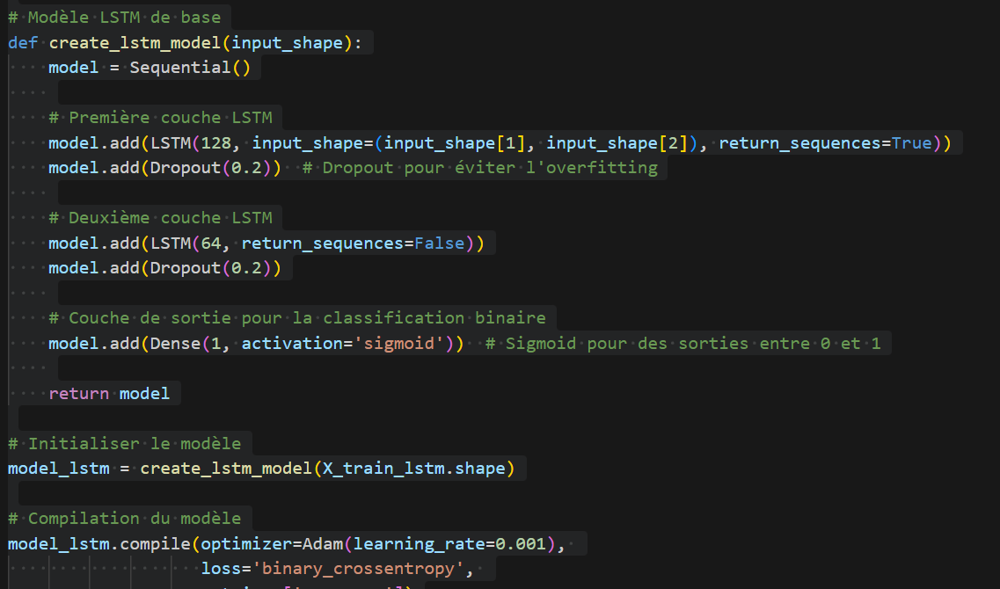 # Modèle LSTM de base
def create_lstm_model(input_shape):
    model = Sequential()
    # Première couche LSTM
    model.add(LSTM(128, input_shape=(input_shape[1], input_shape[2]), return_sequences=True))
    model.add(Dropout(0.2))  # Dropout pour éviter l'overfitting
    # Deuxième couche LSTM
    model.add(LSTM(64, return_sequences=False))
    model.add(Dropout(0.2))
    # Couche de sortie pour la classification binaire
    model.add(Dense(1, activation='sigmoid'))  # Sigmoid pour des sorties entre 0 et 1
    return model
# Initialiser le modèle
model_lstm = create_lstm_model(X_train_lstm.shape)
# Compilation du modèle
model_lstm.compile(optimizer=Adam(learning_rate=0.001),
                   loss='binary_crossentropy',